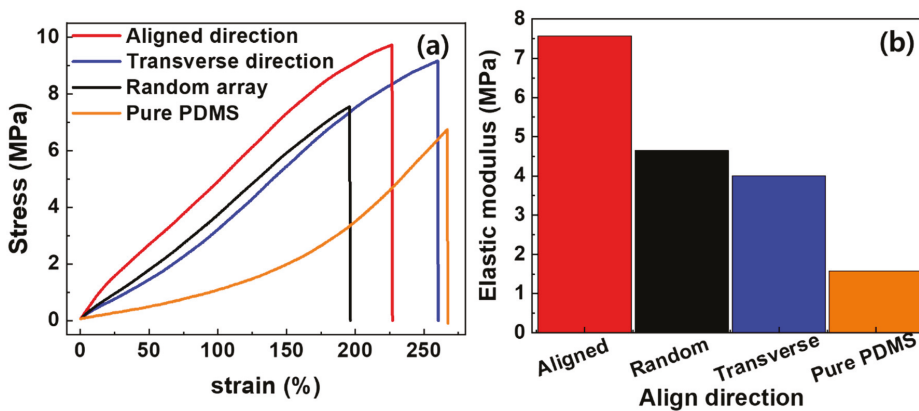 (a)
Aligned direction
Transverse direction
Random array
Pure PDMS
Stress (MPa)
10
8
6
4
2
0
0 50 100 150 200 250
strain (%)
(b)
Elastic modulus (MPa)
8
7
6
5
4
3
2
1
0
Aligned Random Transverse Pure PDMS
Align direction